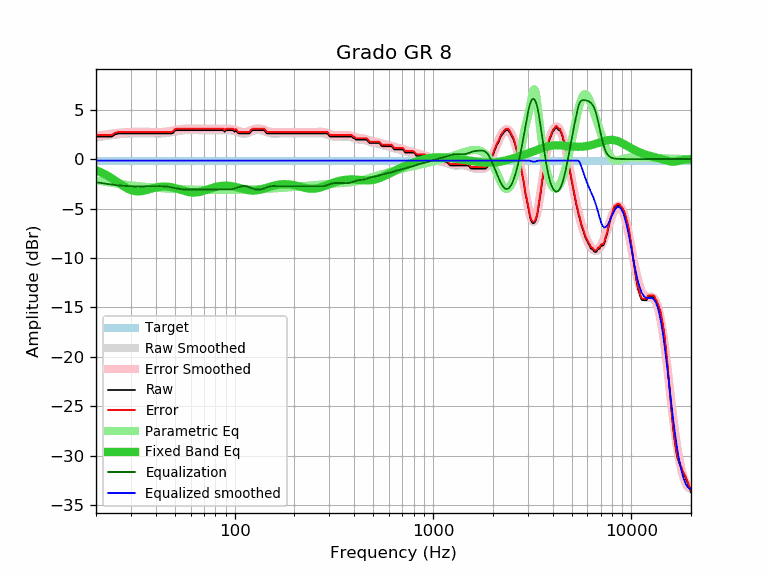 Grado GR 8
5
0
−5
−10
−15
−20
−25
−30
−35
Amplitude (dBr)
Target
Raw Smoothed
Error Smoothed
Raw
Error
Parametric Eq
Fixed Band Eq
Equalization
Equalized smoothed
100
1000
10000
Frequency (Hz)